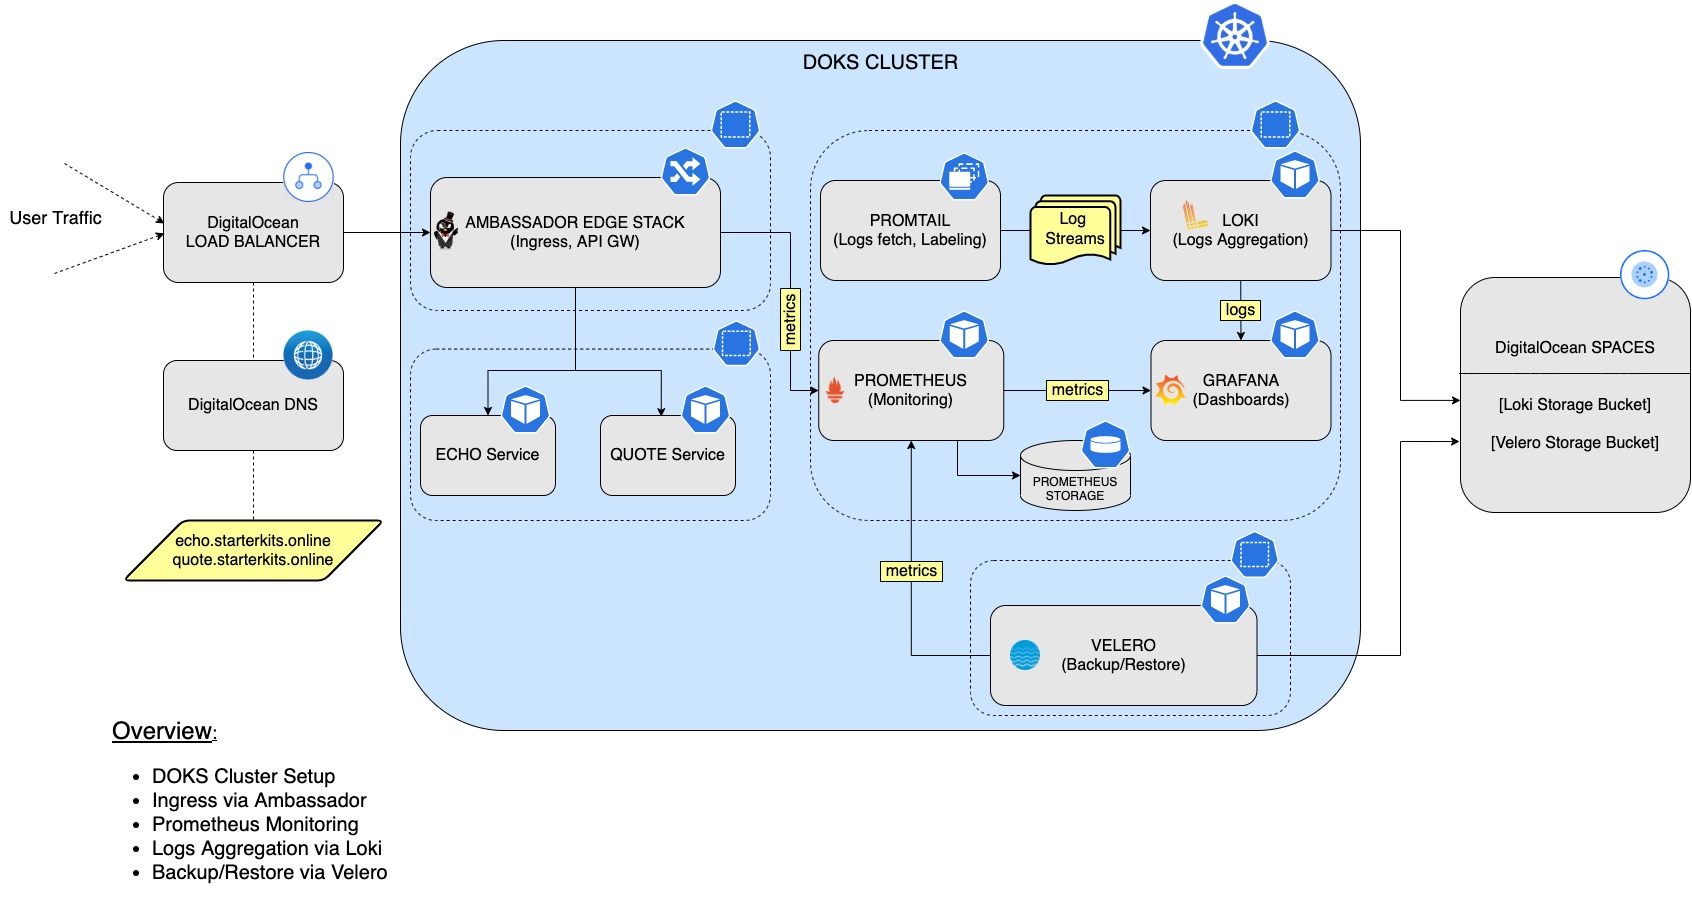 DOKS CLUSTER
User Traffic
DigitalOcean
LOAD BALANCER
DigitalOcean DNS
echo.starterkits.online
quote.starterkits.online
AMBASSADOR EDGE STACK
(Ingress, API GW)
metrics
ECHO Service
QUOTE Service
PROMTAIL
(Logs fetch, Labeling)
Log
Streams
LOKI
(Logs Aggregation)
logs
PROMETHEUS
(Monitoring)
metrics
GRAFANA
(Dashboards)
PROMETHEUS
STORAGE
metrics
VELERO
(Backup/Restore)
DigitalOcean SPACES
[Loki Storage Bucket]
[Velero Storage Bucket]
Overview:
• DOKS Cluster Setup
• Ingress via Ambassador
• Prometheus Monitoring
• Logs Aggregation via Loki
• Backup/Restore via Velero